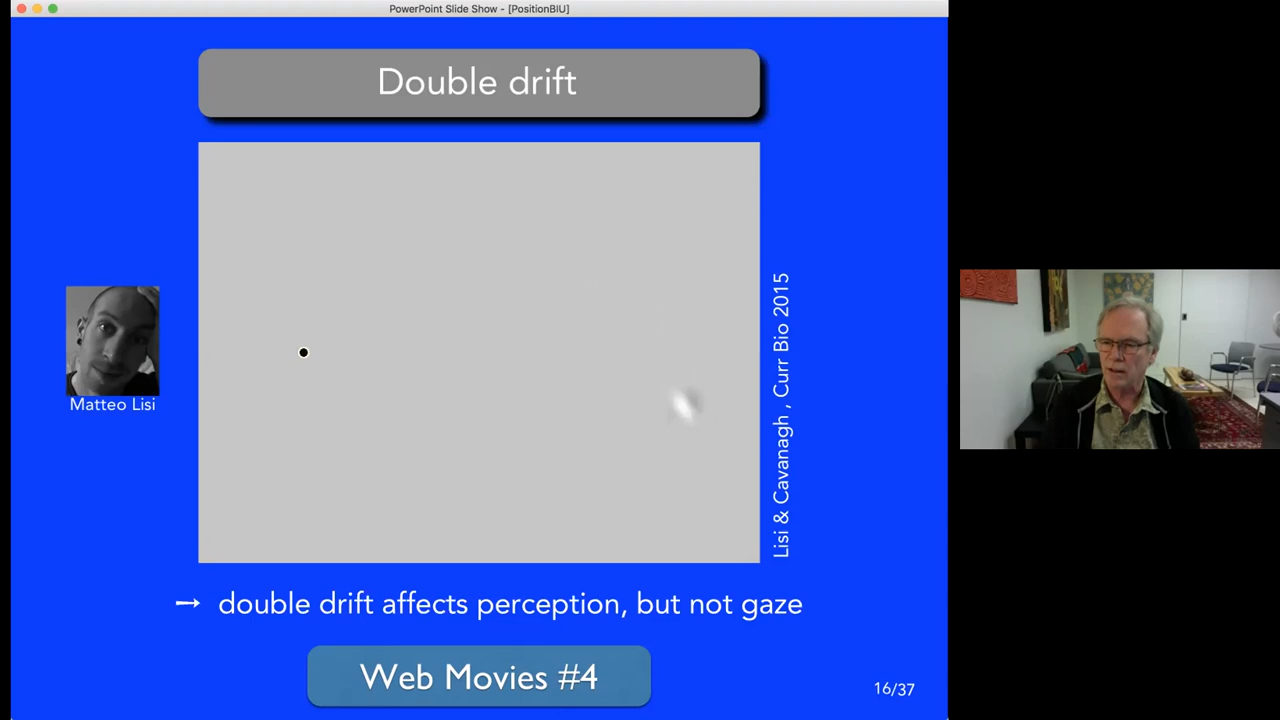 PowerPoint Slide Show - [PositionBIU]
Double drift
Matteo Lisi
Lisi & Cavanagh , Curr Bio 2015
→ double drift affects perception, but not gaze
Web Movies #4
16/37